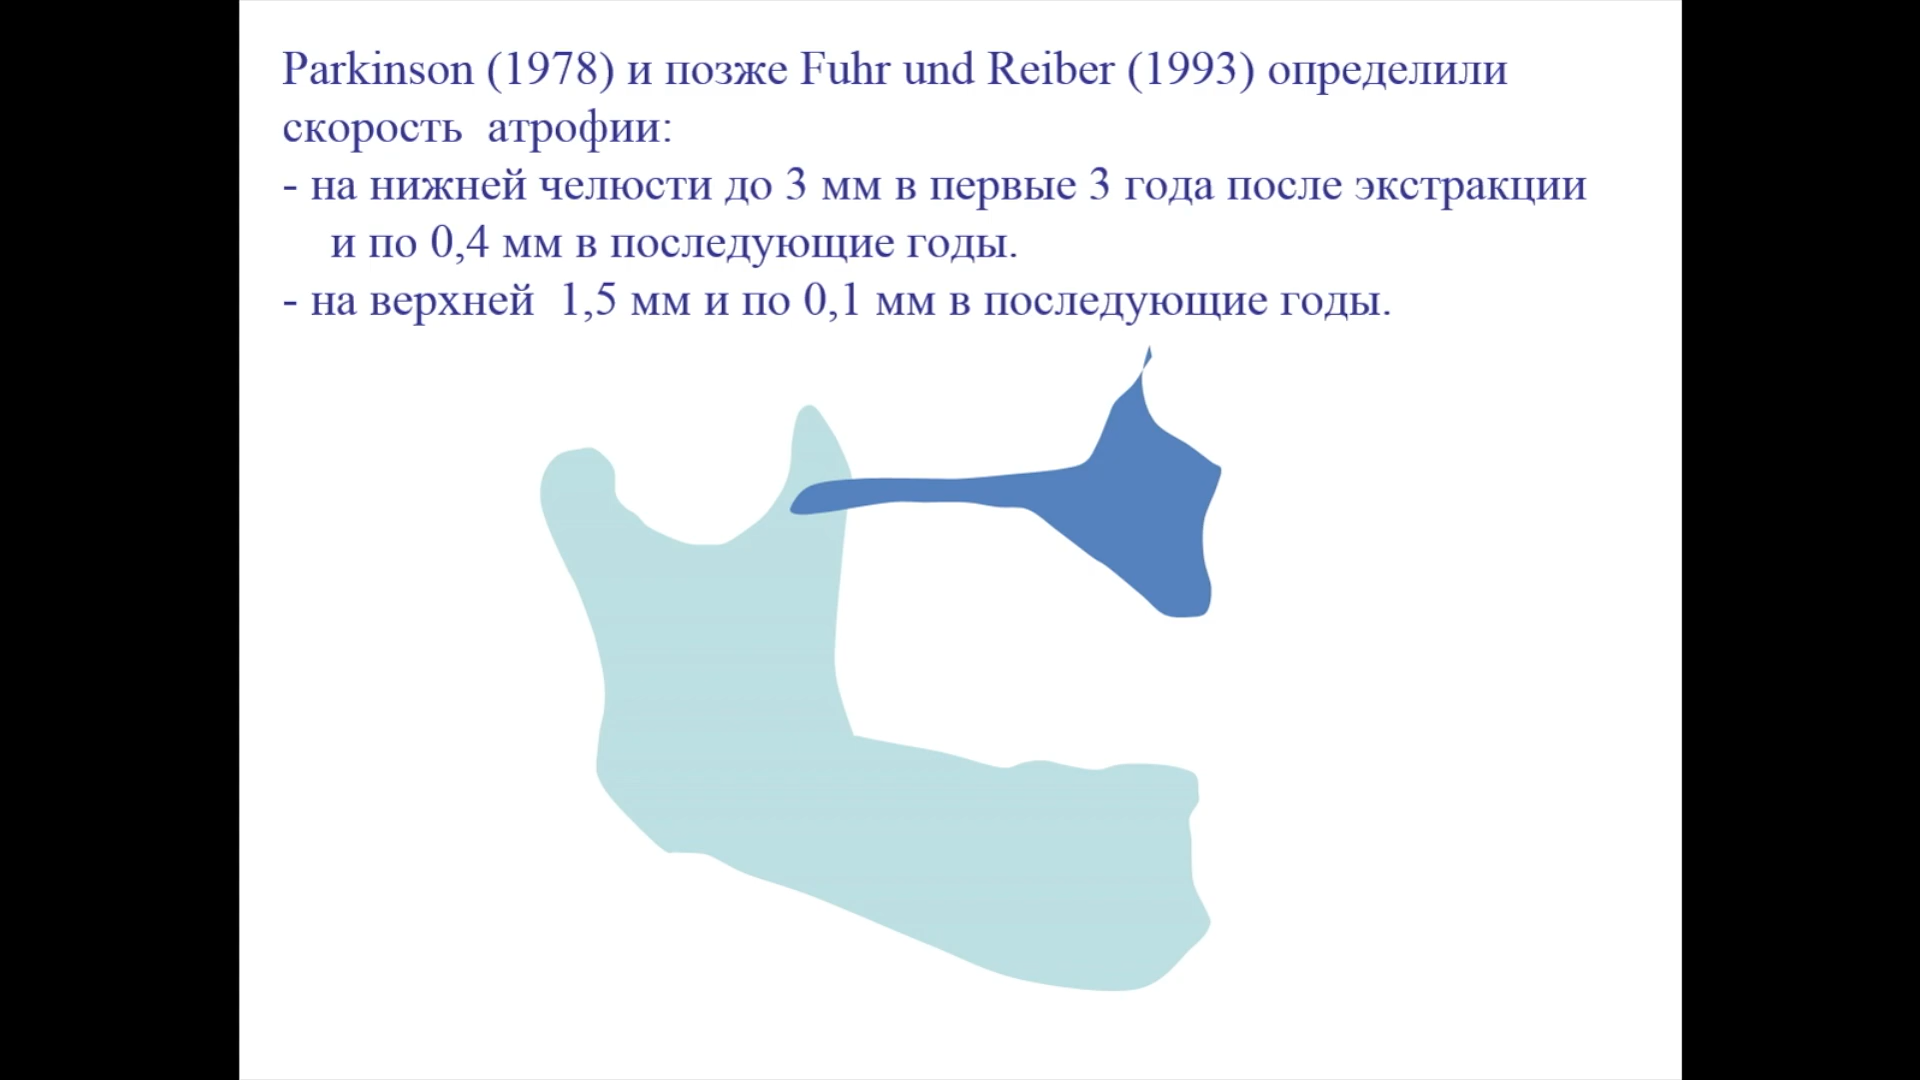 Parkinson (1978) и позже Fuhr und Reiber (1993) определили
скорость атрофии:
- на нижней челюсти до 3 мм в первые 3 года после экстракции
и по 0,4 мм в последующие годы.
- на верхней 1,5 мм и по 0,1 мм в последующие годы.